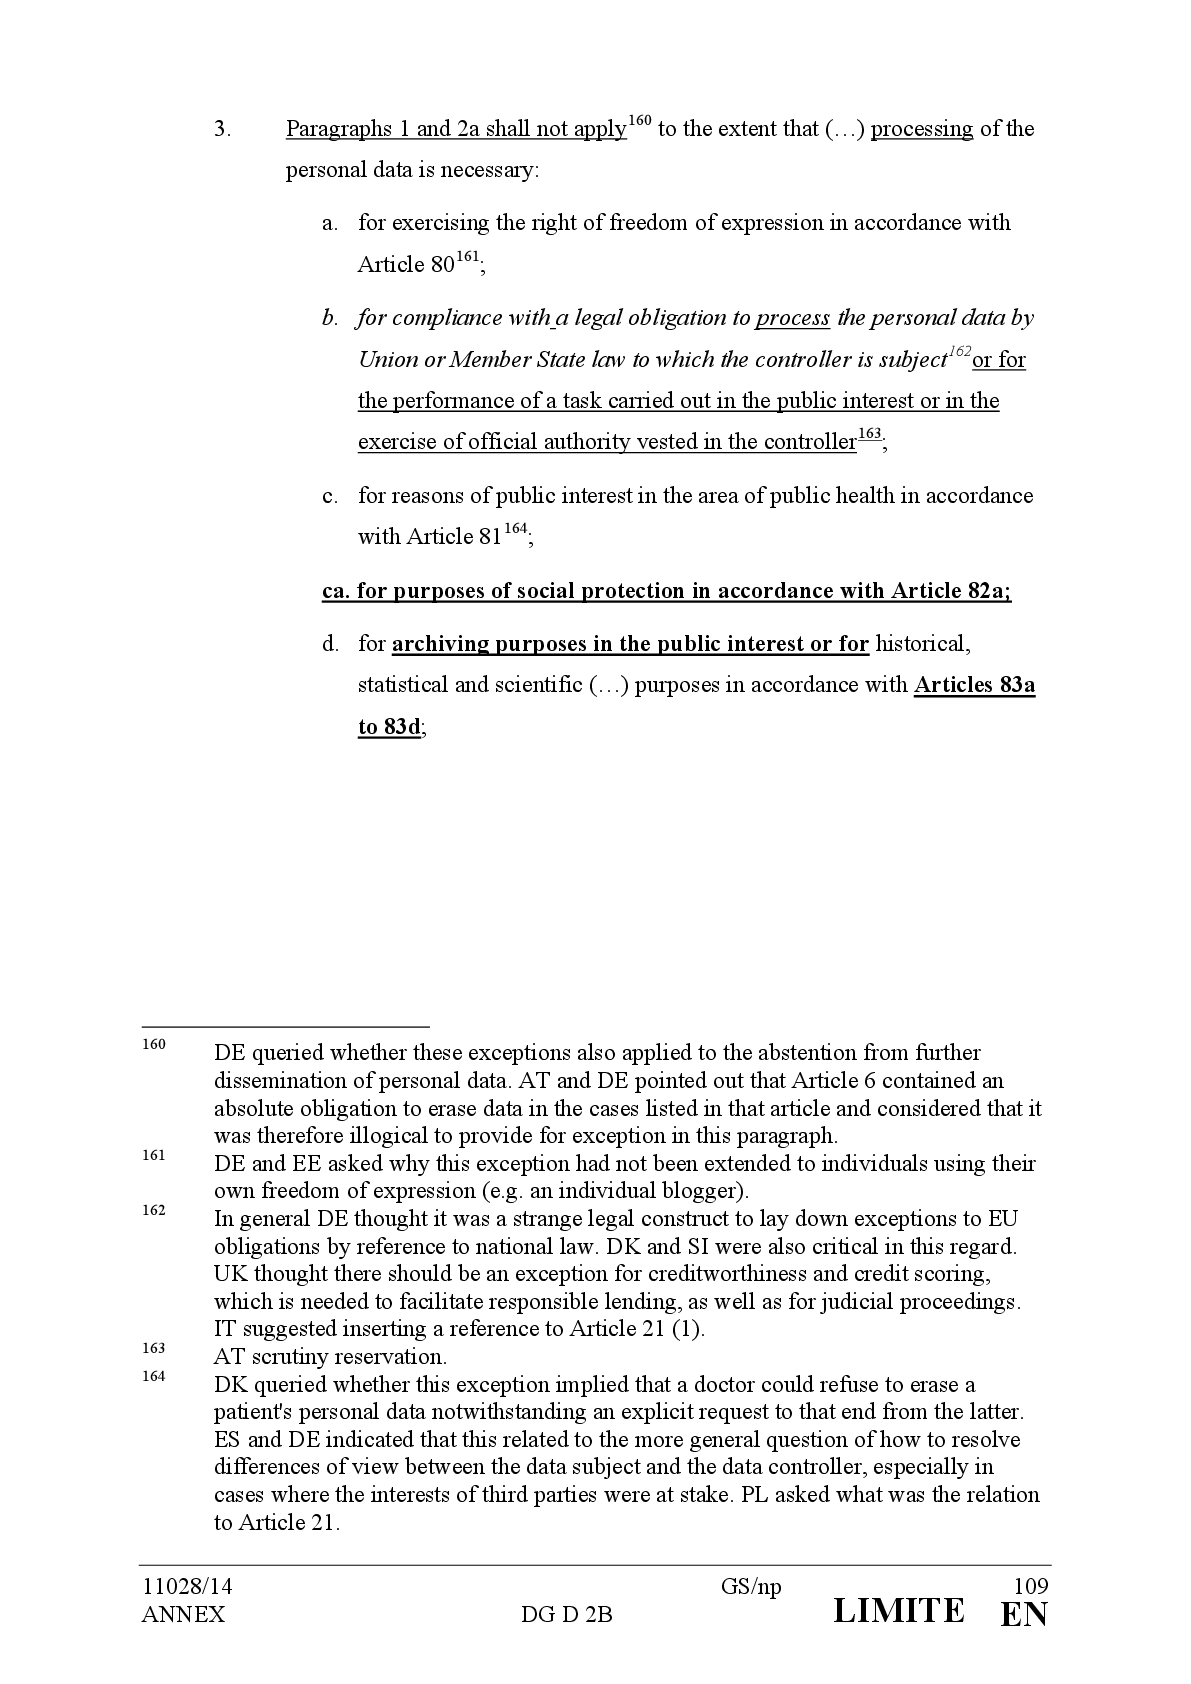 3. Paragraphs 1 and 2a shall not apply160 to the extent that (…) processing of the
personal data is necessary:
a. for exercising the right of freedom of expression in accordance with
Article 80161;
b. for compliance with a legal obligation to process the personal data by
Union or Member State law to which the controller is subject162or for
the performance of a task carried out in the public interest or in the
exercise of official authority vested in the controller163;
c. for reasons of public interest in the area of public health in accordance
with Article 81164;
ca. for purposes of social protection in accordance with Article 82a;
d. for archiving purposes in the public interest or for historical,
statistical and scientific (…) purposes in accordance with Articles 83a
to 83d;
160 DE queried whether these exceptions also applied to the abstention from further
dissemination of personal data. AT and DE pointed out that Article 6 contained an
absolute obligation to erase data in the cases listed in that article and considered that it
was therefore illogical to provide for exception in this paragraph.
161 DE and EE asked why this exception had not been extended to individuals using their
own freedom of expression (e.g. an individual blogger).
162 In general DE thought it was a strange legal construct to lay down exceptions to EU
obligations by reference to national law. DK and SI were also critical in this regard.
UK thought there should be an exception for creditworthiness and credit scoring,
which is needed to facilitate responsible lending, as well as for judicial proceedings.
IT suggested inserting a reference to Article 21 (1).
163 AT scrutiny reservation.
164 DK queried whether this exception implied that a doctor could refuse to erase a
patient's personal data notwithstanding an explicit request to that end from the latter.
ES and DE indicated that this related to the more general question of how to resolve
differences of view between the data subject and the data controller, especially in
cases where the interests of third parties were at stake. PL asked what was the relation
to Article 21.
11028/14 GS/np 109
ANNEX DG D 2B LIMITE EN